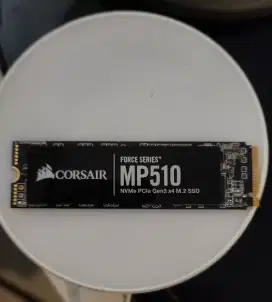 CORSAIR
FORCE SERIES™
MP510
NVMe PCIe Gen3 x4 M.2 SSD